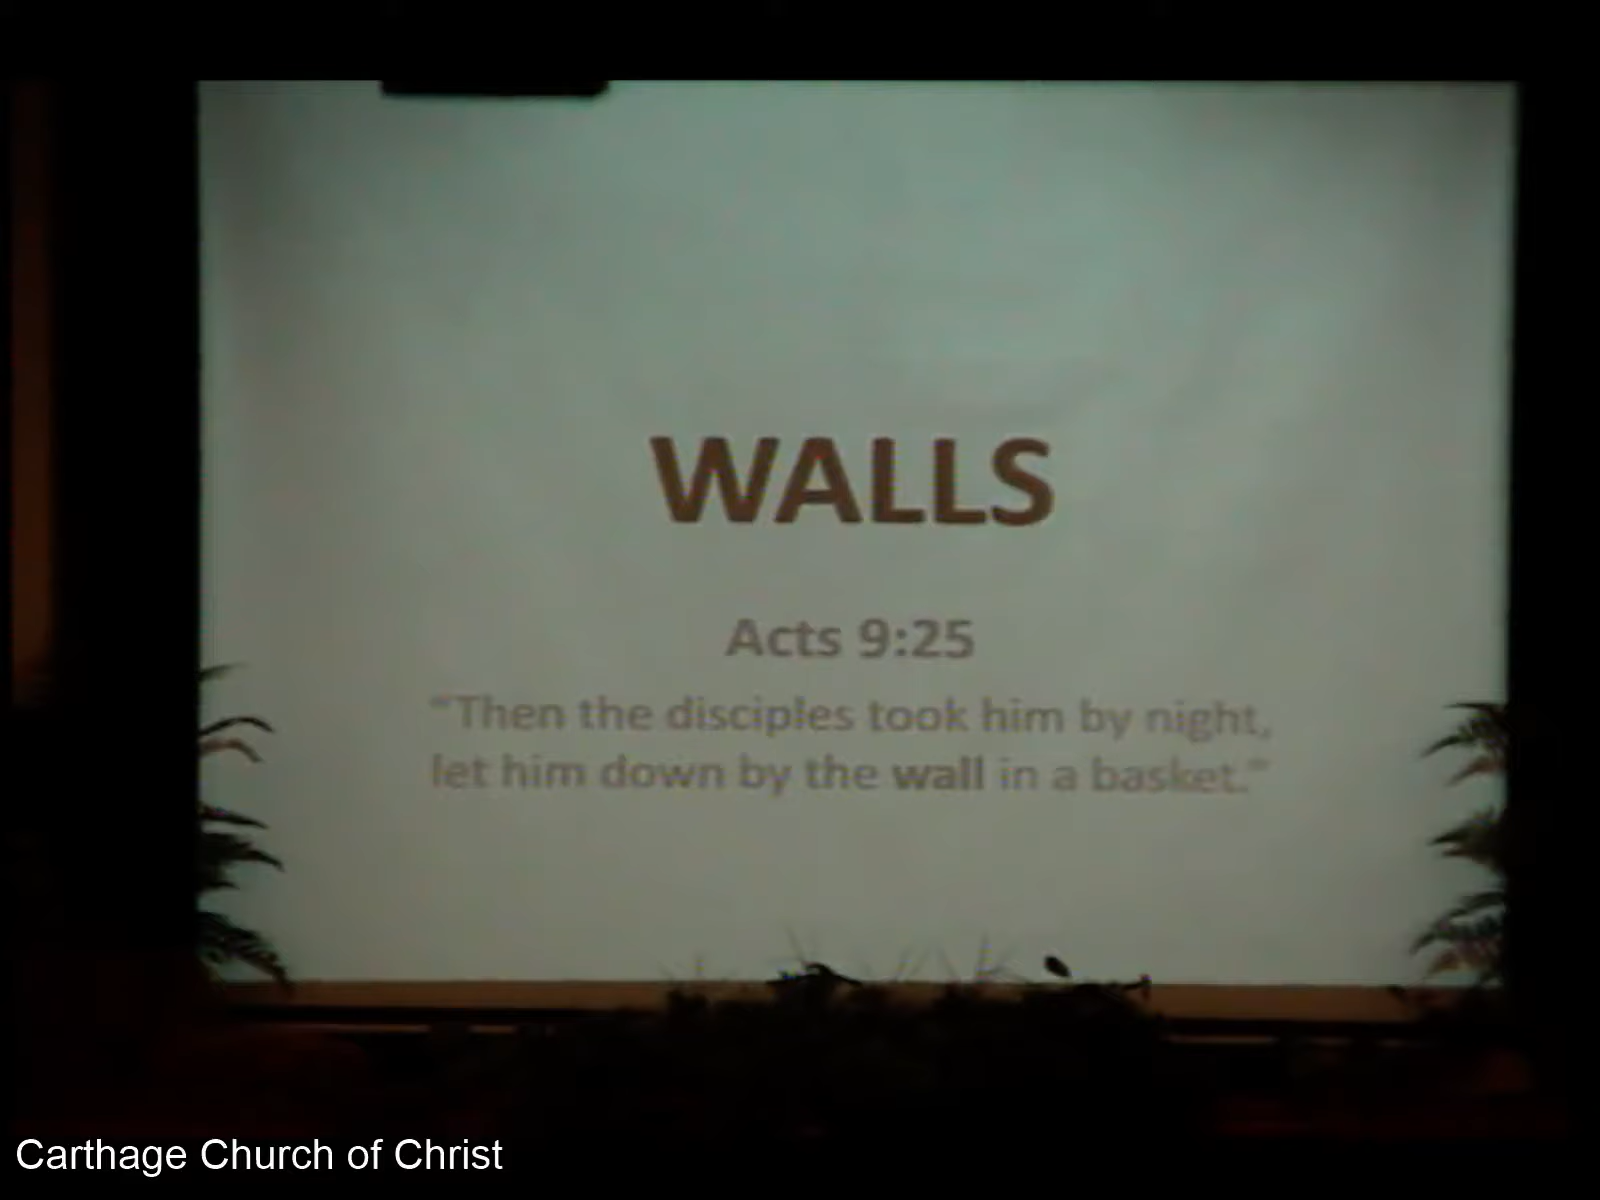 WALLS
Acts 9:25
"Then the disciples took him by night,
let him down by the wall in a basket."
Carthage Church of Christ